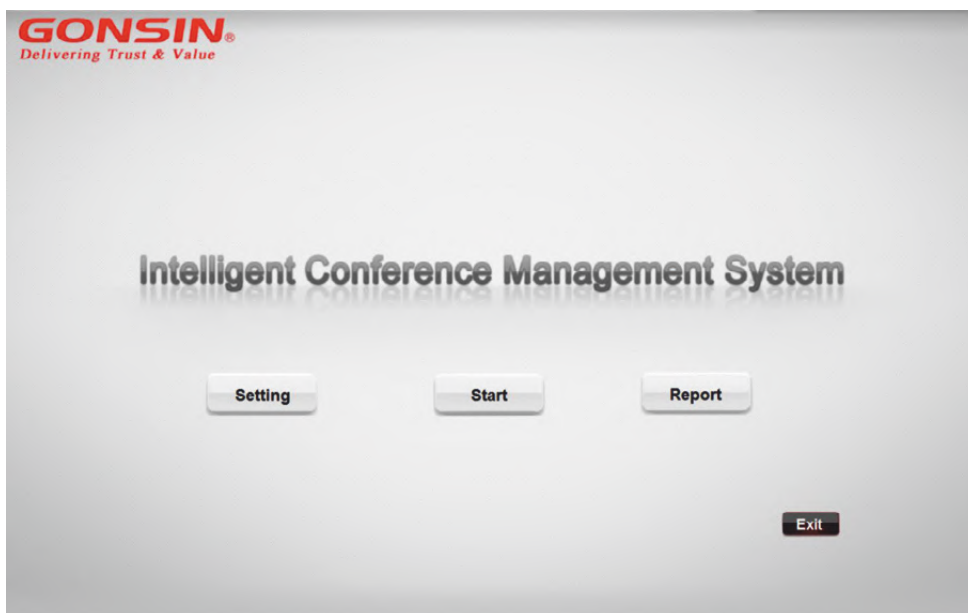 GONSIN®
Delivering Trust & Value
Intelligent Conference Management System
Setting
Start
Report
Exit